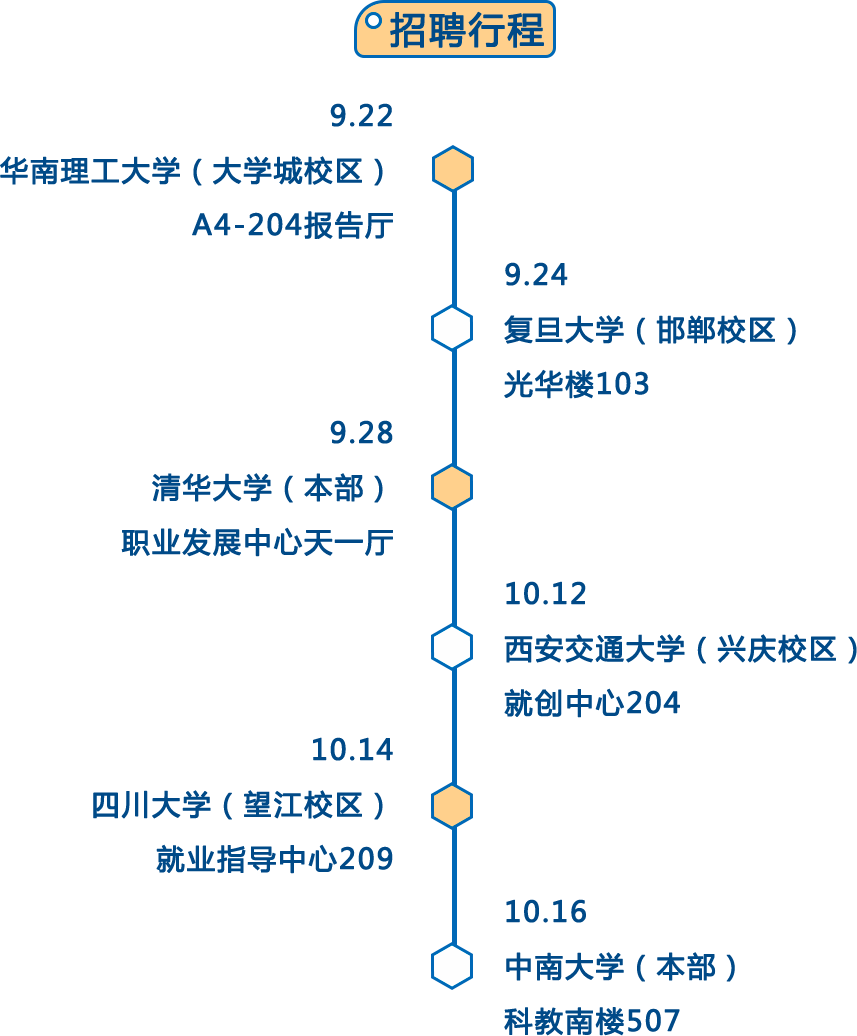 招聘行程
9.22
华南理工大学（大学城校区）
A4-204报告厅
9.24
复旦大学（邯郸校区）
光华楼103
9.28
清华大学（本部）
职业发展中心天一厅
10.12
西安交通大学（兴庆校区）
就创中心204
10.14
四川大学（望江校区）
就业指导中心209
10.16
中南大学（本部）
科教南楼507